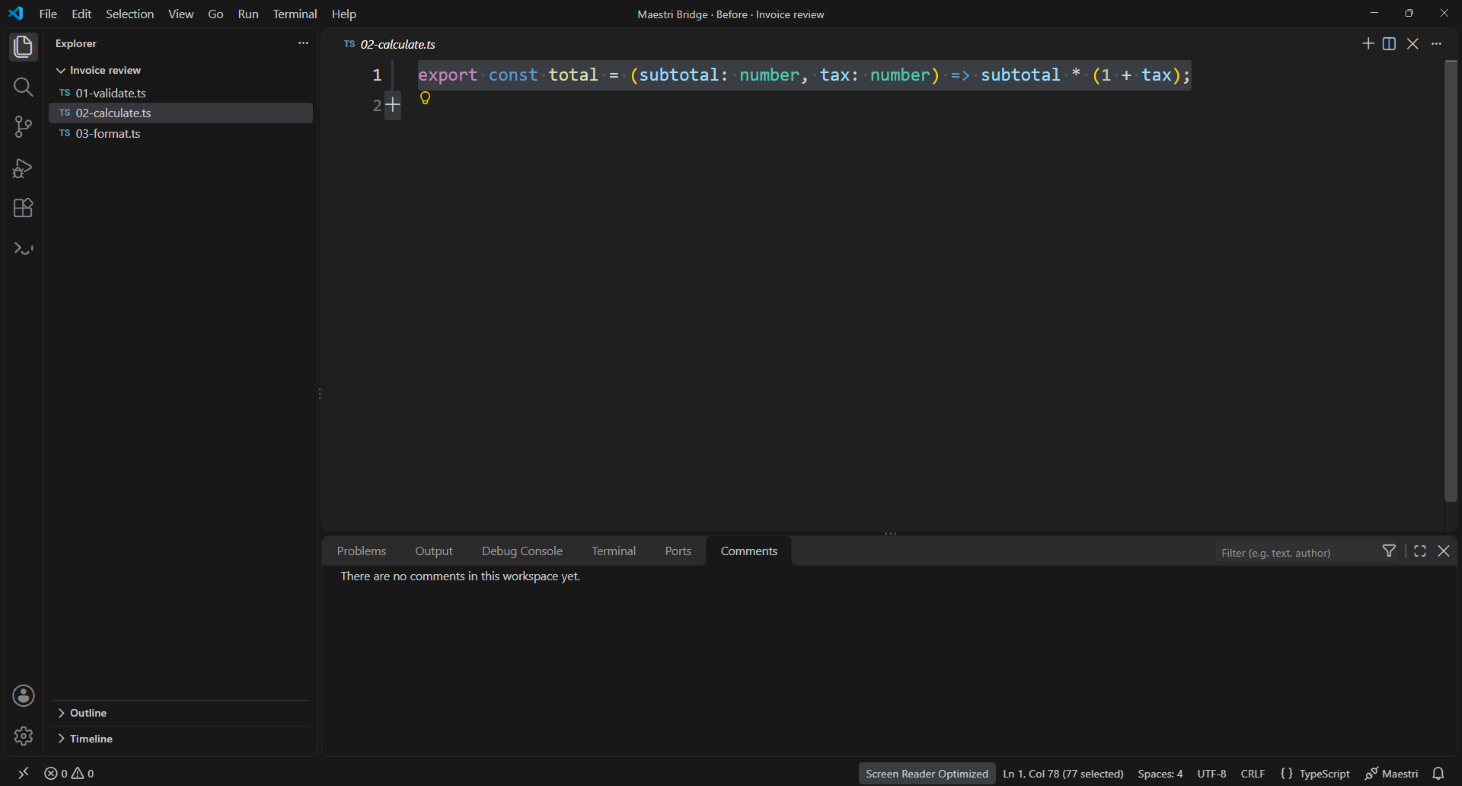 File Edit Selection View Go Run Terminal Help
Maestri Bridge · Before · Invoice review
Explorer
Invoice review
TS 01-validate.ts
TS 02-calculate.ts
TS 03-format.ts
Outline
Timeline
TS 02-calculate.ts
1 export const total = (subtotal: number, tax: number) => subtotal * (1 + tax);
2
Problems Output Debug Console Terminal Ports Comments
Filter (e.g. text, author)
There are no comments in this workspace yet.
0 0
Screen Reader Optimized Ln 1, Col 78 (77 selected) Spaces: 4 UTF-8 CRLF {} TypeScript Maestri